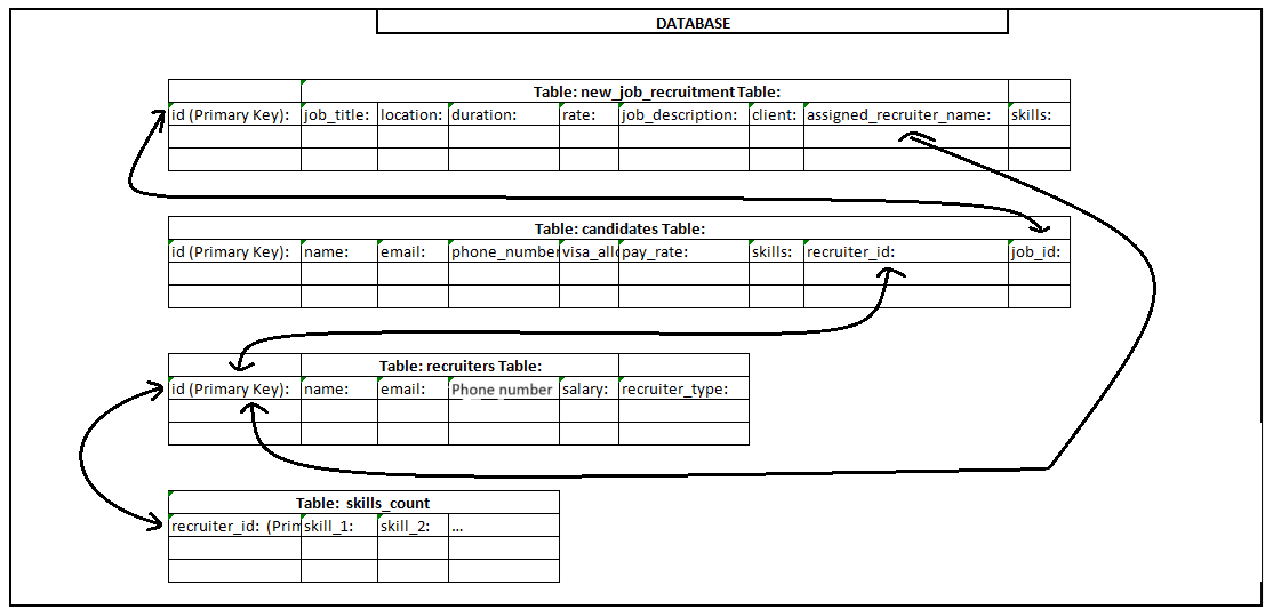 DATABASE
Table: new_job_recruitment Table:
id (Primary Key): job_title: location: duration: rate: job_description: client: assigned_recruiter_name: skills:
Table: candidates Table:
id (Primary Key): name: email: phone_number visa_allo pay_rate: skills: recruiter_id: job_id:
Table: recruiters Table:
id (Primary Key): name: email: Phone number salary: recruiter_type:
Table: skills_count
recruiter_id: (Prim skill_1: skill_2: ...